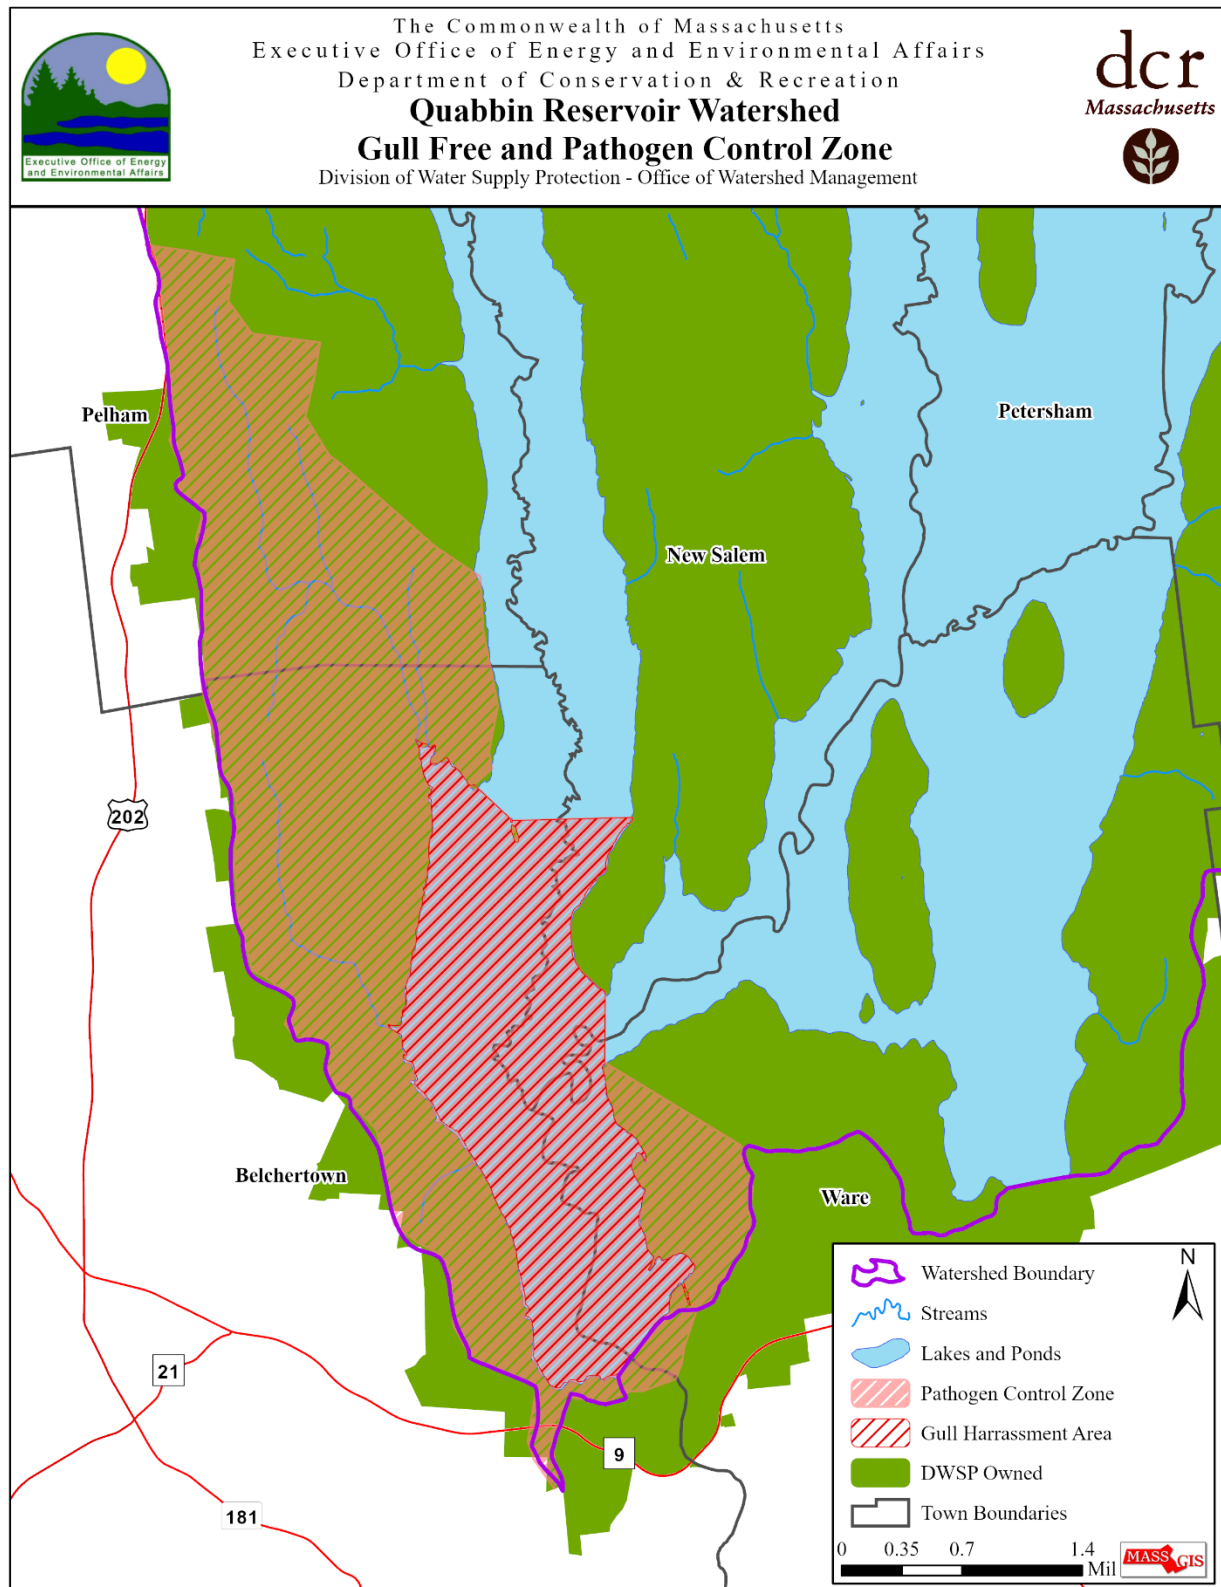 The Commonwealth of Massachusetts
Executive Office of Energy and Environmental Affairs
Department of Conservation & Recreation
Quabbin Reservoir Watershed
Gull Free and Pathogen Control Zone
Division of Water Supply Protection - Office of Watershed Management
Executive Office of Energy
and Environmental Affairs
dcr
Massachusetts
Pelham
Petersham
New Salem
202
Belchertown
Ware
21
9
181
N
Watershed Boundary
Streams
Lakes and Ponds
Pathogen Control Zone
Gull Harrassment Area
DWSP Owned
Town Boundaries
0 0.35 0.7 1.4
Mil
MASS GIS